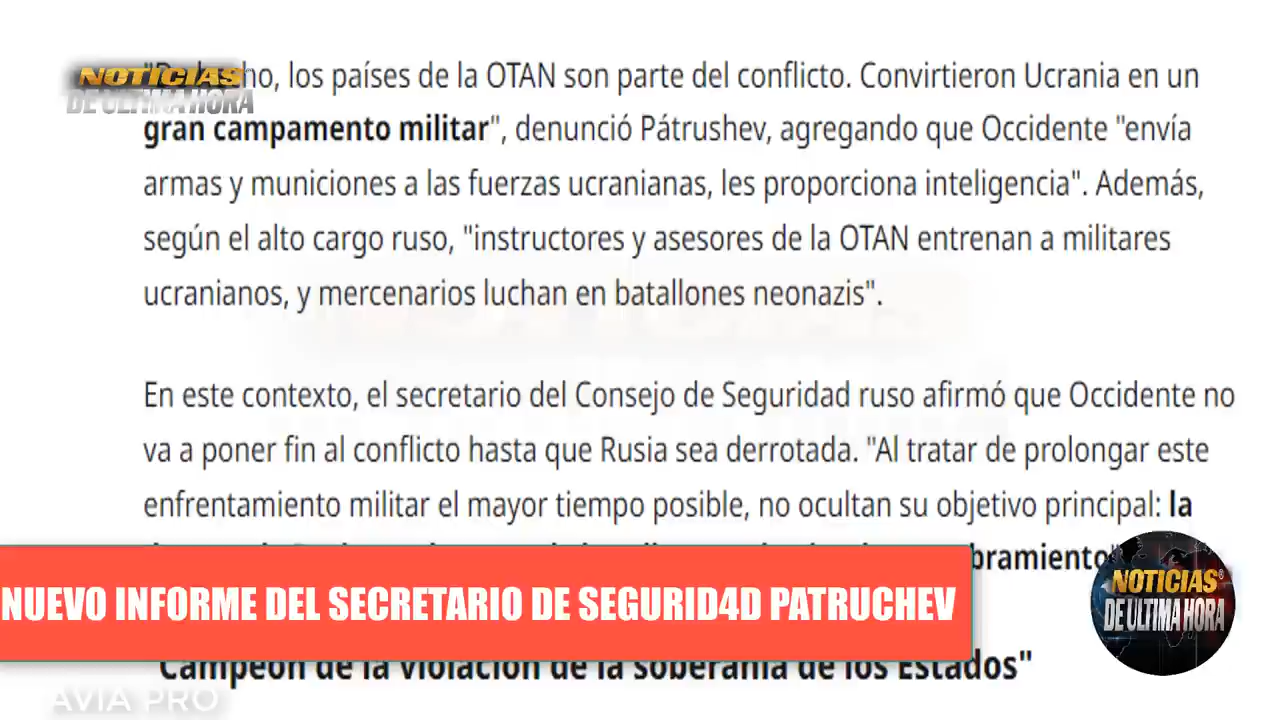 NOTICIAS
DE ULTIMA HORA
ho, los países de la OTAN son parte del conflicto. Convirtieron Ucrania en un
gran campamento militar", denunció Pátrushev, agregando que Occidente "envía
armas y municiones a las fuerzas ucranianas, les proporciona inteligencia". Además,
según el alto cargo ruso, "instructores y asesores de la OTAN entrenan a militares
ucranianos, y mercenarios luchan en batallones neonazis".
En este contexto, el secretario del Consejo de Seguridad ruso afirmó que Occidente no
va a poner fin al conflicto hasta que Rusia sea derrotada. "Al tratar de prolongar este
enfrentamiento militar el mayor tiempo posible, no ocultan su objetivo principal: la
bramiento"
NUEVO INFORME DEL SECRETARIO DE SEGURID4D PATRUCHEV
NOTICIAS®
DE ULTIMA HORA
"Campeón de la violación de la soberanía de los Estados"
AVIA PRO